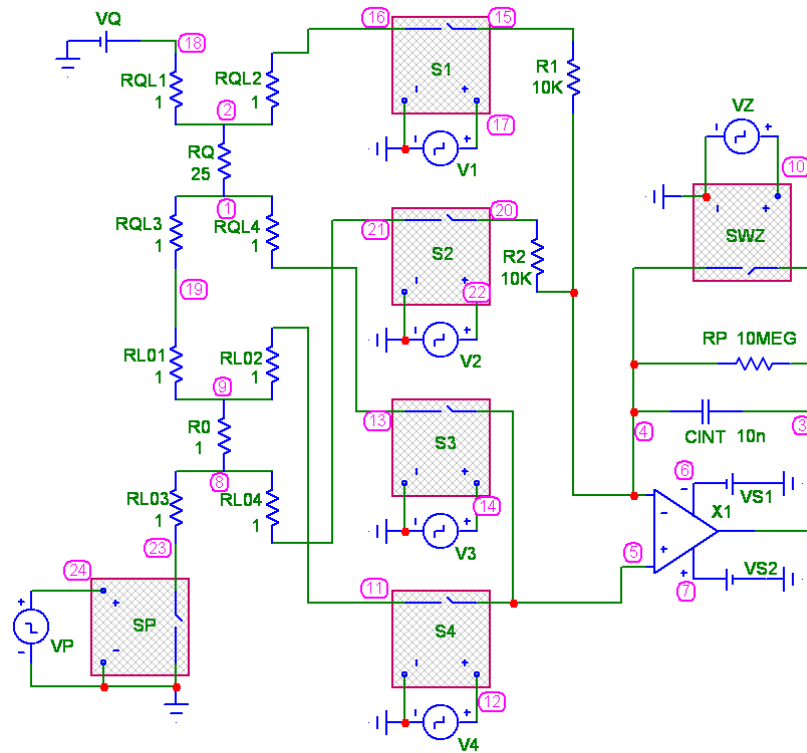 VQ
18
RQL1
1
RQL2
1
2
RQ
25
1
RQL3
1
RQL4
1
19
RL01
1
RL02
1
9
R0
1
8
RL03
1
RL04
1
23
24
SP
+
-
VP
+
-
16
15
S1
-
+
17
V1
-
+
R1
10K
21
20
S2
-
+
22
V2
-
+
R2
10K
13
S3
-
+
14
V3
-
+
11
S4
-
+
12
V4
-
+
VZ
-
+
10
-
+
SWZ
RP 10MEG
4
CINT 10n
3
6
-
VS1
X1
-
+
5
VS2
+
7